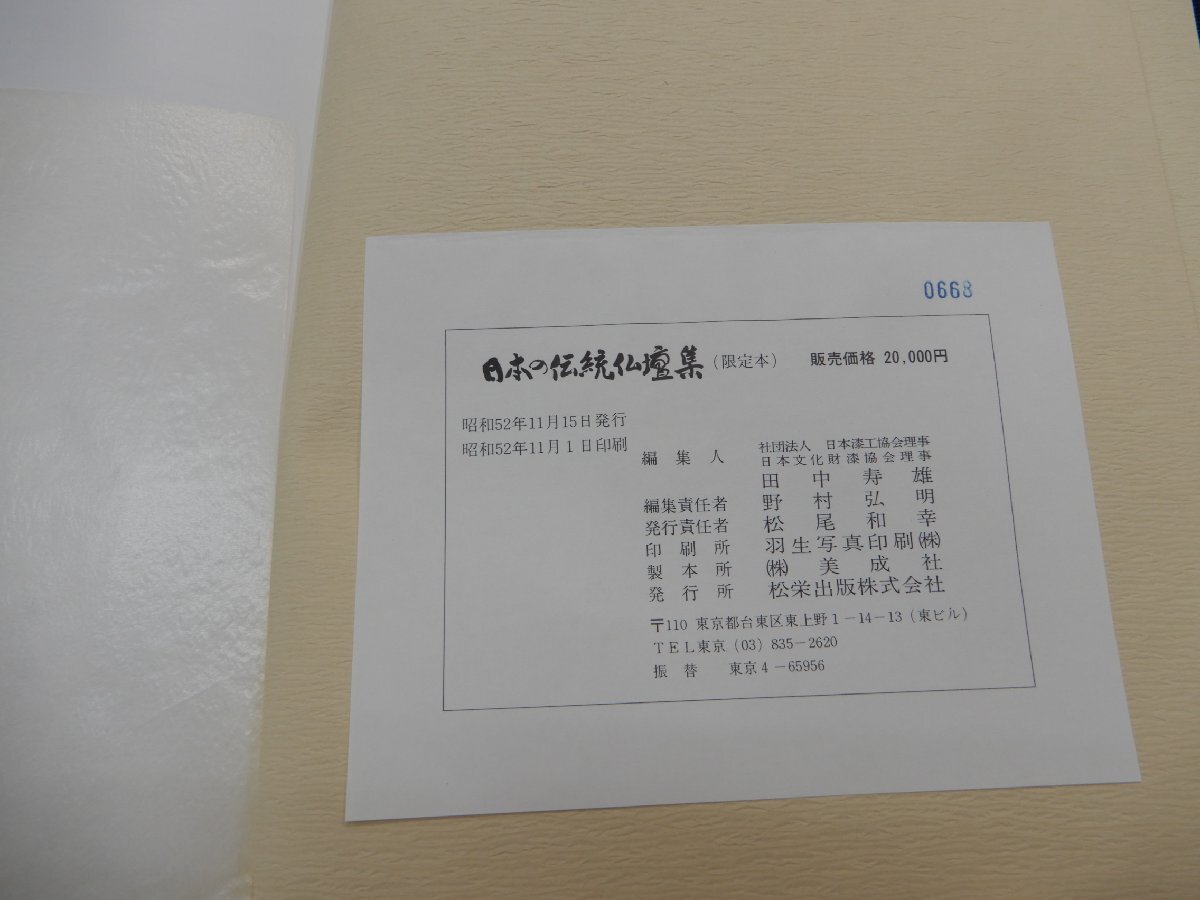 0668
日本の伝統仏壇集（限定本） 販売価格 20,000円
昭和52年11月15日発行
昭和52年11月１日印刷
編集人 社団法人 日本漆工協会理事
日本文化財漆協会理事
田中寿雄
編集責任者 野村弘明
発行責任者 松尾和幸
印刷所 羽生写真印刷㈱
製本所 ㈱美成社
発行所 松栄出版株式会社
〒110 東京都台東区東上野1－14－13（東ビル）
ＴＥＬ東京（03）835－2620
振替 東京4－65956